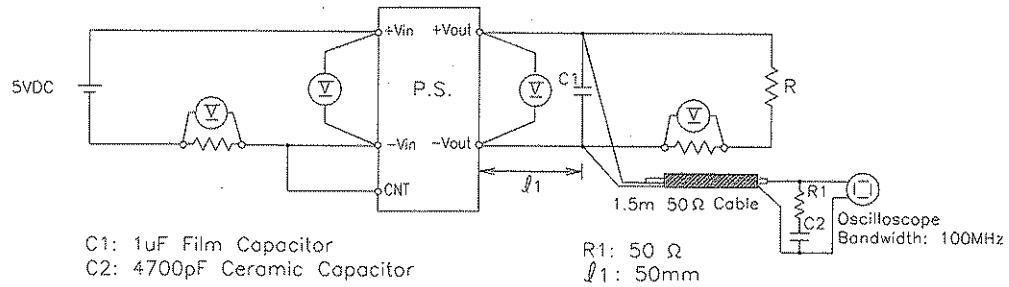 +Vin +Vout
5VDC
V
V
P.S.
C1
V
R
V
V
-Vin -Vout
CNT
ℓ1
1.5m 50Ω Cable
R1
C2
Oscilloscope
Bandwidth: 100MHz
C1: 1uF Film Capacitor
C2: 4700pF Ceramic Capacitor
R1: 50 Ω
ℓ1: 50mm